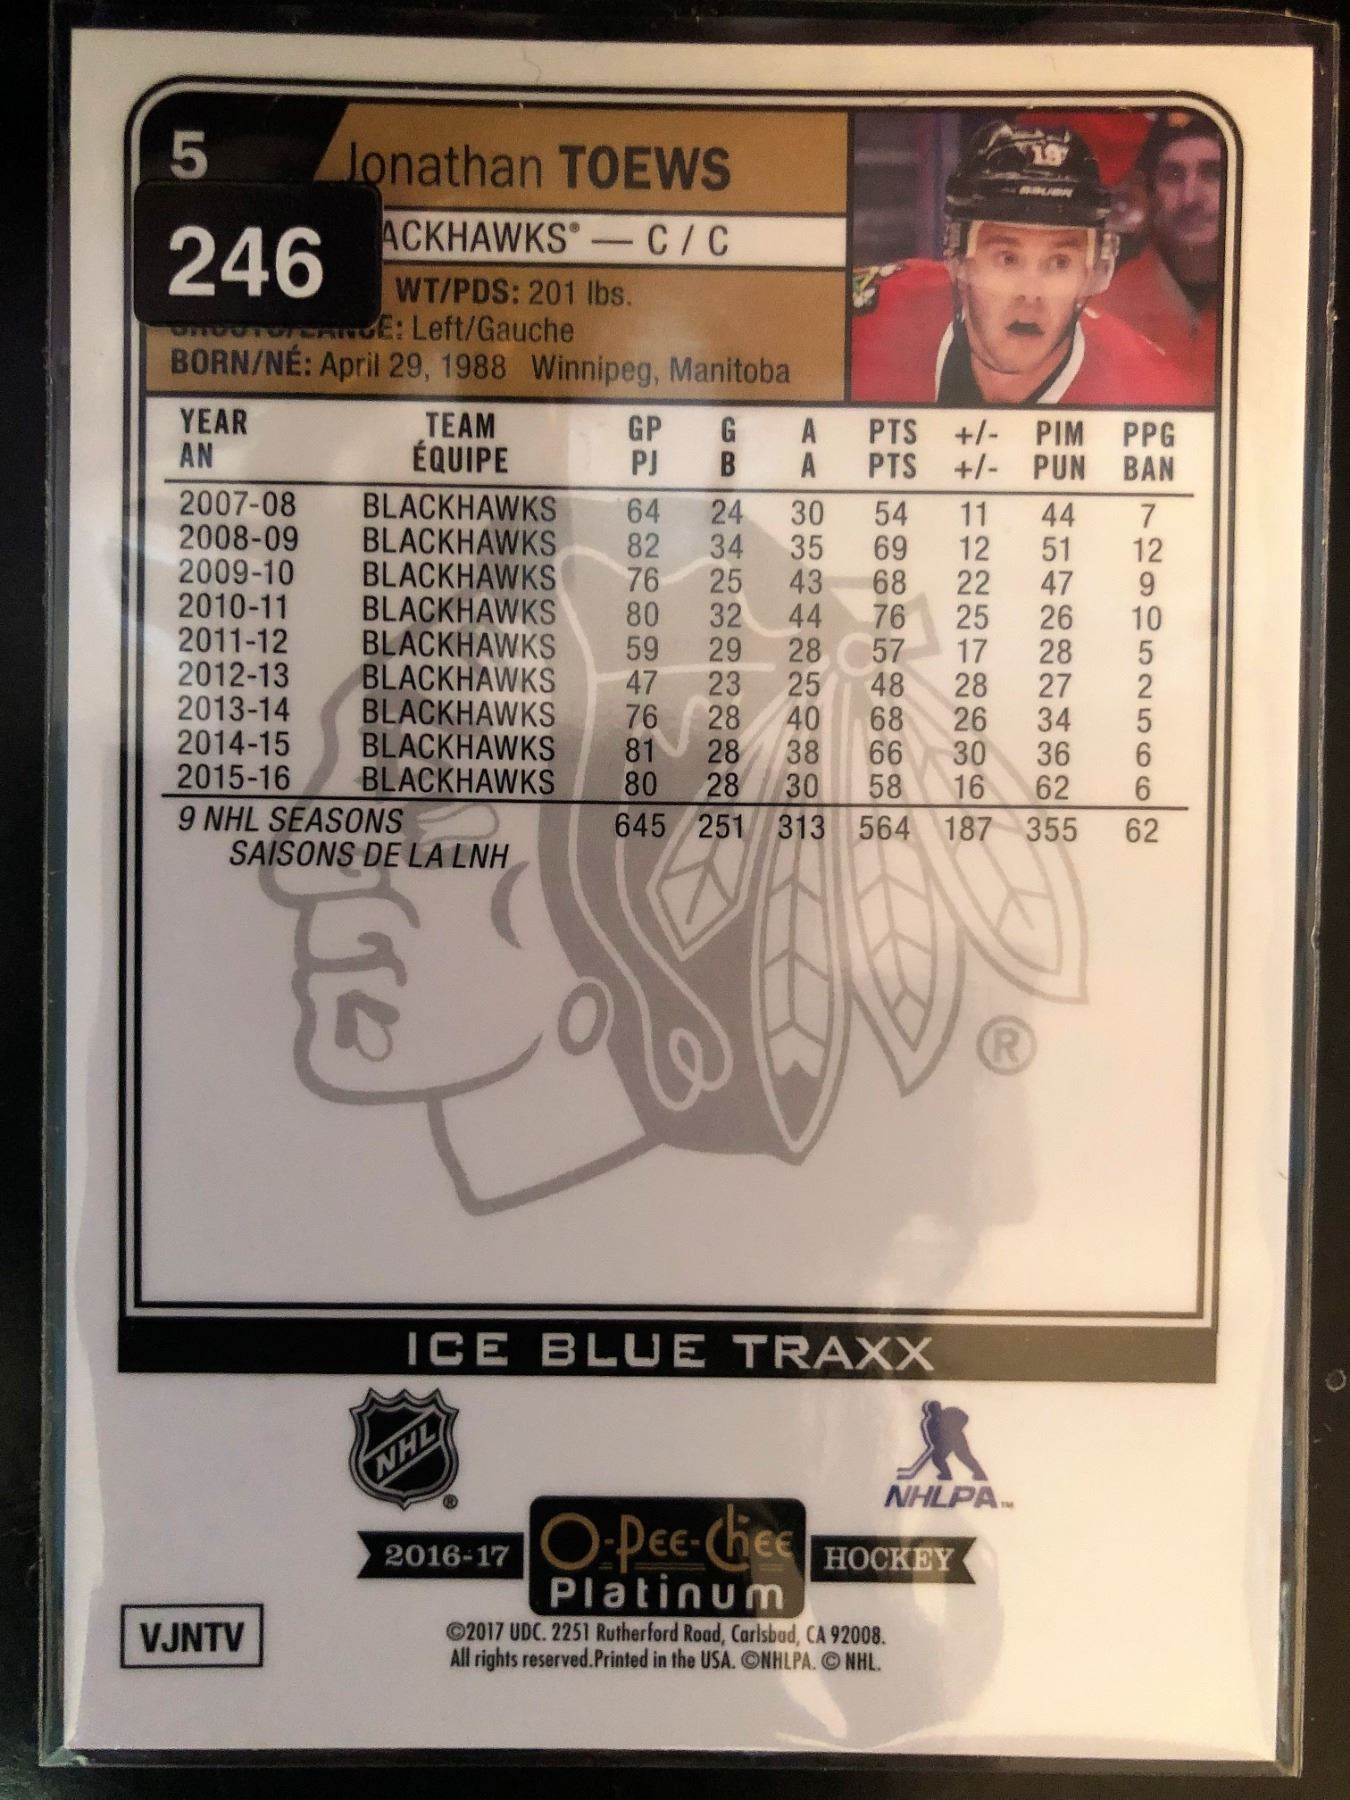 5
Jonathan TOEWS
246
ACKHAWKS® — C / C
WT/PDS: 201 lbs.
Left/Gauche
BORN/NÉ: April 29, 1988 Winnipeg, Manitoba
19
BAUER
YEAR TEAM GP G A PTS +/- PIM PPG
AN ÉQUIPE PJ B A PTS +/- PUN BAN
2007-08 BLACKHAWKS 64 24 30 54 11 44 7
2008-09 BLACKHAWKS 82 34 35 69 12 51 12
2009-10 BLACKHAWKS 76 25 43 68 22 47 9
2010-11 BLACKHAWKS 80 32 44 76 25 26 10
2011-12 BLACKHAWKS 59 29 28 57 17 28 5
2012-13 BLACKHAWKS 47 23 25 48 28 27 2
2013-14 BLACKHAWKS 76 28 40 68 26 34 5
2014-15 BLACKHAWKS 81 28 38 66 30 36 6
2015-16 BLACKHAWKS 80 28 30 58 16 62 6
9 NHL SEASONS 645 251 313 564 187 355 62
SAISONS DE LA LNH
®
ICE BLUE TRAXX
NHL ®
NHLPA™
2016-17 O-Pee-Chee HOCKEY
Platinum
VJNTV
©2017 UDC. 2251 Rutherford Road, Carlsbad, CA 92008.
All rights reserved.Printed in the USA. ©NHLPA. © NHL.